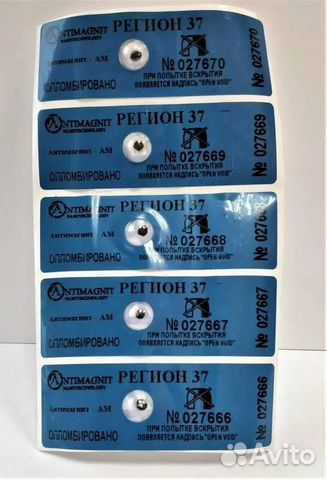 ANTIMAGNIT РЕГИОН 37
NANOTECHNOLOGY
Антимагнит - АМ
№ 027670
ПРИ ПОПЫТКЕ ВСКРЫТИЯ
ОПЛОМБИРОВАНО ПОЯВЛЯЕТСЯ НАДПИСЬ "OPEN VOID"
№ 027670
ANTIMAGNIT РЕГИОН 37
NANOTECHNOLOGY
Антимагнит - АМ
№ 027669
ПРИ ПОПЫТКЕ ВСКРЫТИЯ
ОПЛОМБИРОВАНО ПОЯВЛЯЕТСЯ НАДПИСЬ "OPEN VOID"
№ 027669
ANTIMAGNIT РЕГИОН 37
NANOTECHNOLOGY
Антимагнит - АМ
№ 027668
ПРИ ПОПЫТКЕ ВСКРЫТИЯ
ОПЛОМБИРОВАНО ПОЯВЛЯЕТСЯ НАДПИСЬ "OPEN VOID"
№ 027668
ANTIMAGNIT РЕГИОН 37
NANOTECHNOLOGY
Антимагнит - АМ
№ 027667
ПРИ ПОПЫТКЕ ВСКРЫТИЯ
ОПЛОМБИРОВАНО ПОЯВЛЯЕТСЯ НАДПИСЬ "OPEN VOID"
№ 027667
ANTIMAGNIT РЕГИОН 37
NANOTECHNOLOGY
Антимагнит - АМ
№ 027666
ПРИ ПОПЫТКЕ ВСКРЫТИЯ
ОПЛОМБИРОВАНО ПОЯВЛЯЕТСЯ НАДПИСЬ "OPEN VOID"
№ 027666
Avito